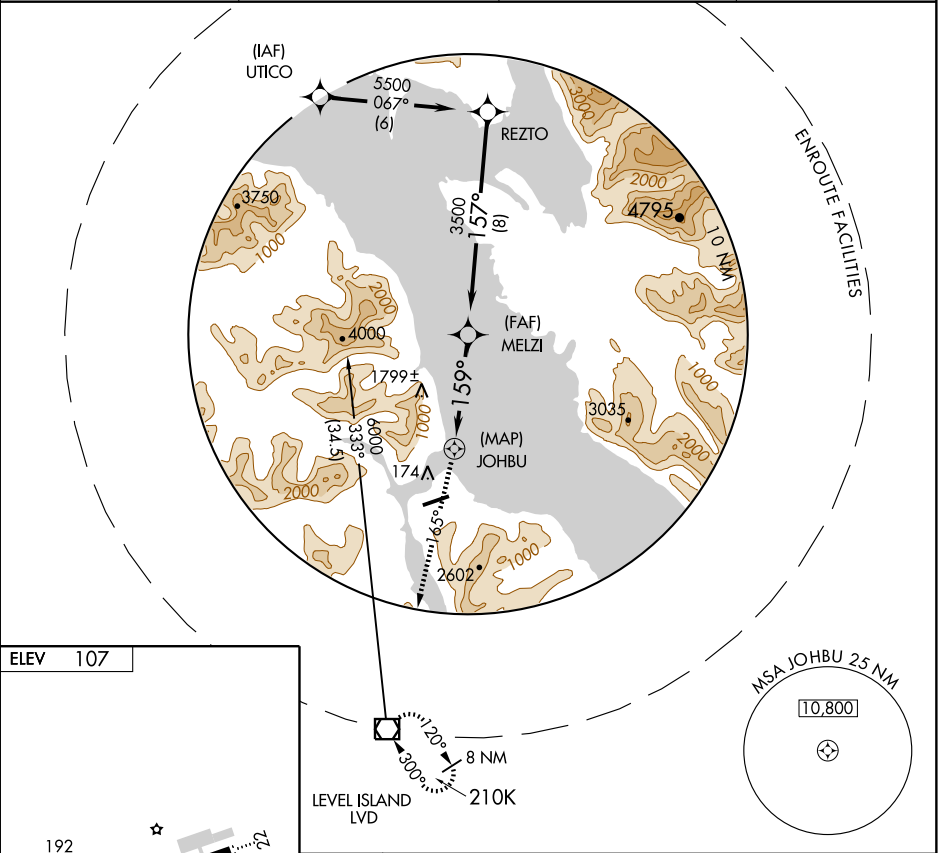 (IAF)
UTICO
5500
067°
(6)
REZTO
3000
ENROUTE FACILITIES
2000
4795
10 NM
3750
1000
3500
157°
(8)
2000
4000
(FAF)
MELZI
1799±
1000
159°
1000
3035
2000
6000
333°
(34.5)
(MAP)
JOHBU
174
2000
165°
1000
2602
ELEV 107
MSA JOHBU 25 NM
10,800
120°
300°
8 NM
210K
LEVEL ISLAND
LVD
192
22